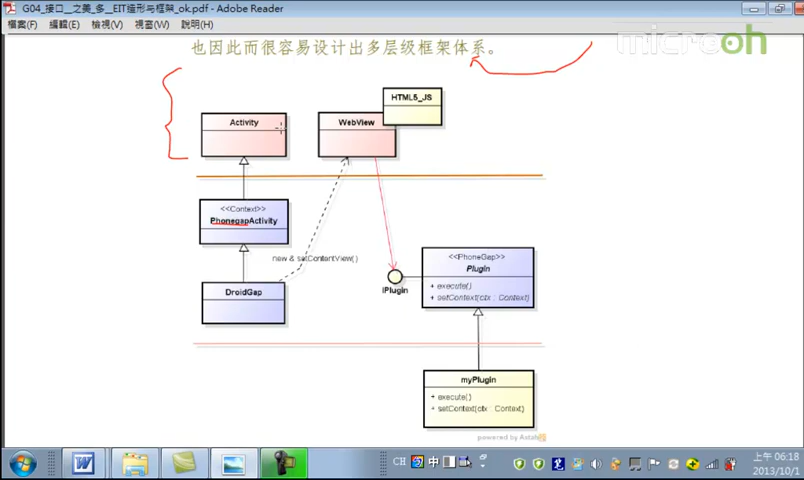 G04_接口__之美_多__EIT造形与框架_ok.pdf - Adobe Reader
檔案(F) 編輯(E) 檢視(V) 視窗(W) 說明(H)
microoh
也因此而很容易设计出多层级框架体系。
HTML5_JS
Activity
WebView
<<Context>>
PhonegapActivity
new & setContentView()
<<PhoneGap>>
Plugin
+ execute()
+ setContext(ctx : Context)
IPlugin
DroidGap
myPlugin
+ execute()
+ setContext(ctx : Context)
powered by Astah
CH 中
上午 06:18
2013/10/1